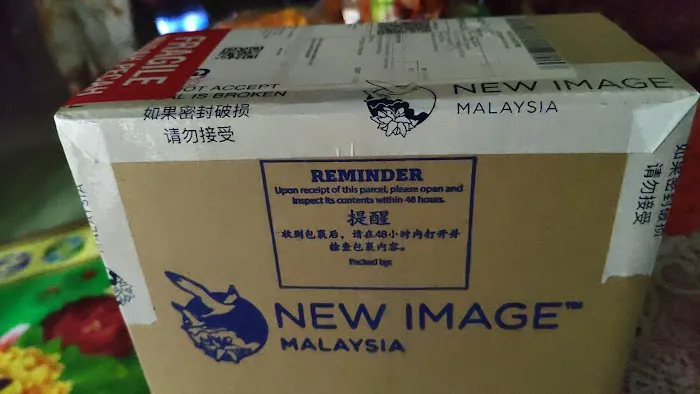 FRAGILE
NOT ACCEPT
IS BROKEN
如果密封破损
请勿接受
NEW IMAGE
MALAYSIA
如果密封破损
请勿接受
REMINDER
Upon receipt of this parcel, please open and
inspect its contents within 48 hours.
提醒
收到包裹后，请在48小时内打开并
检查包裹内容。
Packed by:
NEW IMAGE™
MALAYSIA